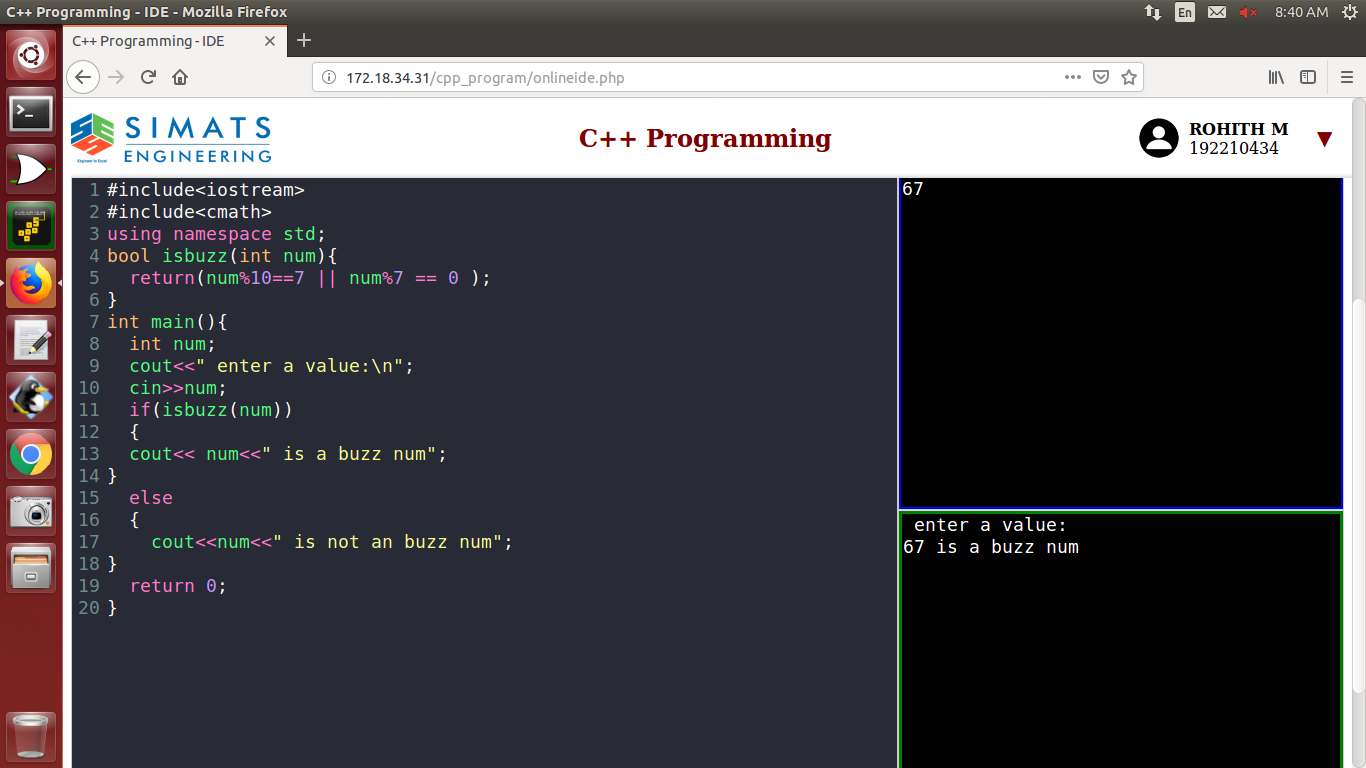 C++ Programming - IDE - Mozilla Firefox
En
8:40 AM
C++ Programming - IDE
172.18.34.31/cpp_program/onlineide.php
SIMATS
ENGINEERING
Engineer to Excel
C++ Programming
ROHITH M
192210434
1 #include<iostream>
2 #include<cmath>
3 using namespace std;
4 bool isbuzz(int num){
5   return(num%10==7 || num%7 == 0 );
6 }
7 int main(){
8   int num;
9   cout<<" enter a value:\n";
10   cin>>num;
11   if(isbuzz(num))
12   {
13   cout<< num<<" is a buzz num";
14 }
15   else
16   {
17     cout<<num<<" is not an buzz num";
18 }
19   return 0;
20 }
67
 enter a value:
67 is a buzz num